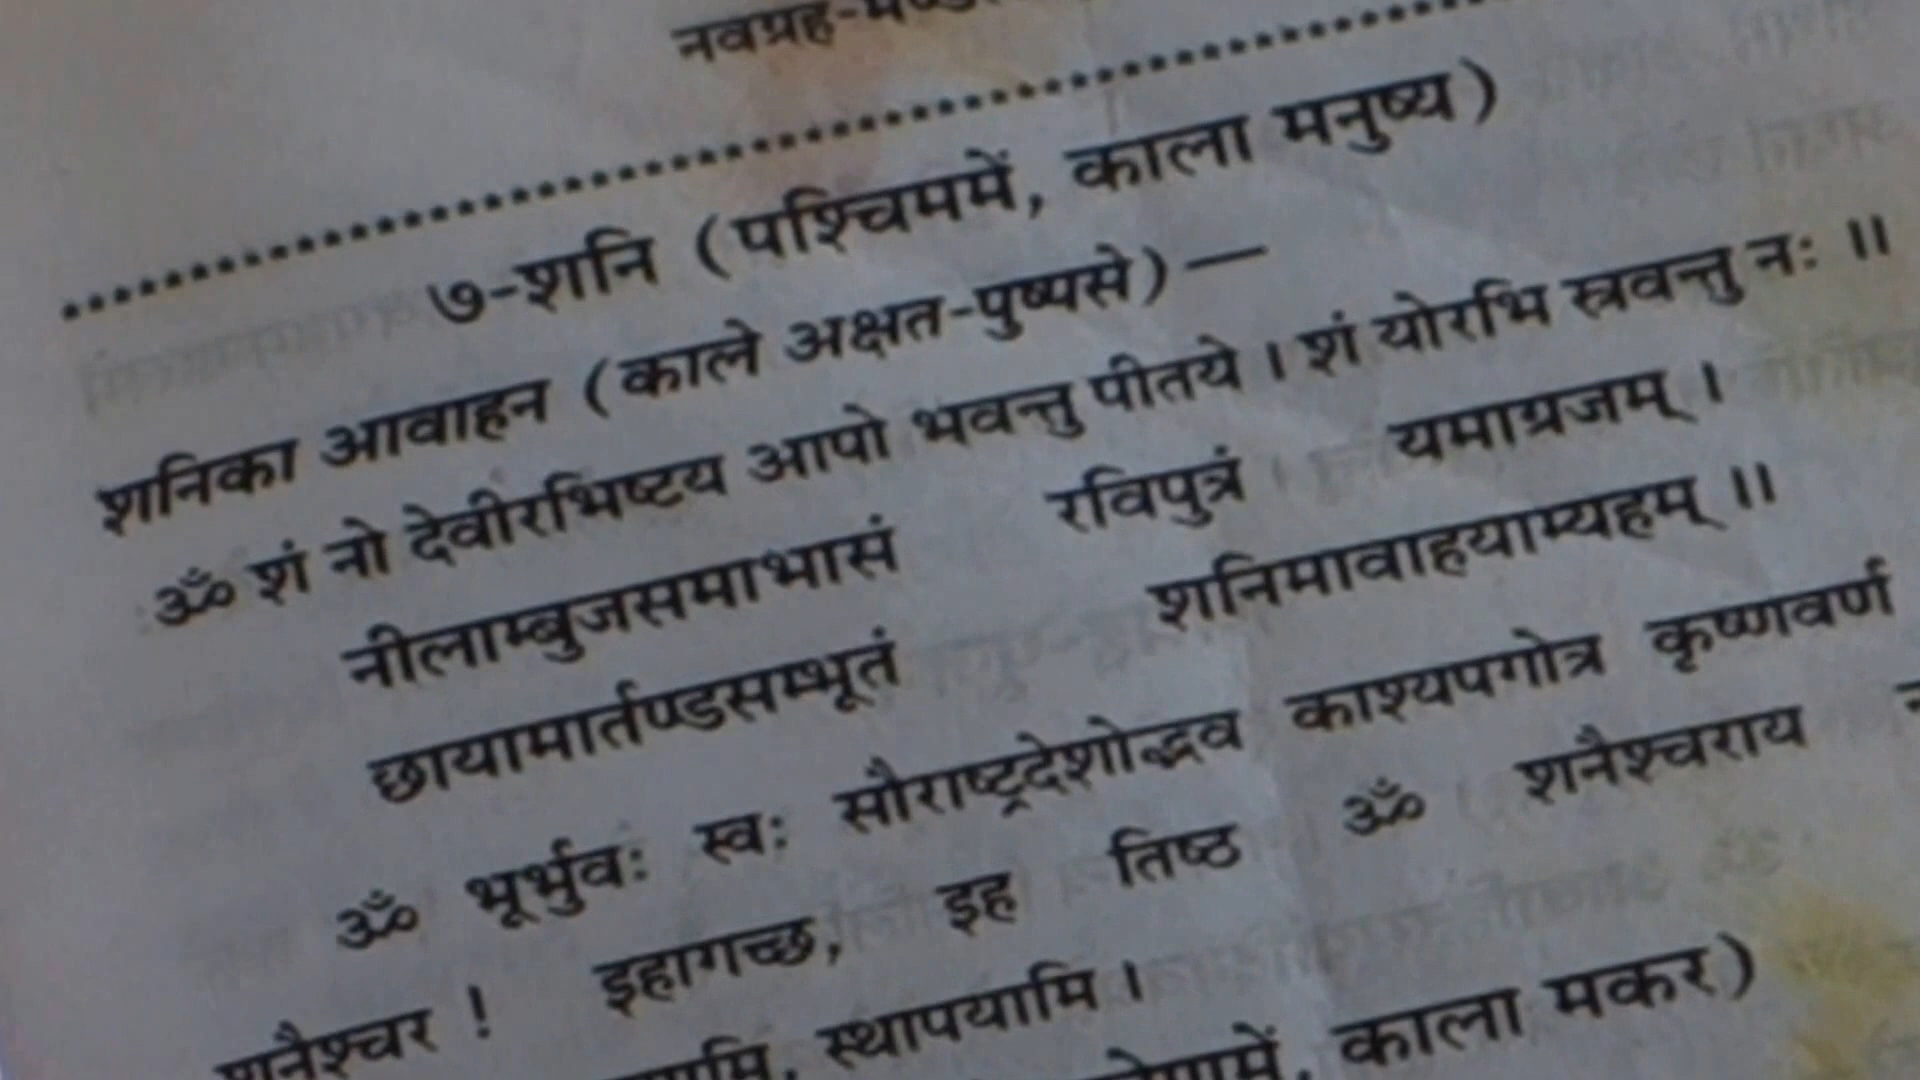 ७-शनि (पश्चिममें, काला मनुष्य)
शनिका आवाहन (काले अक्षत-पुष्पसे)—
ॐ शं नो देवीरभिष्टय आपो भवन्तु पीतये । शं योरभि स्त्रवन्तु नः ॥
नीलाम्बुजसमाभासं रविपुत्रं यमाग्रजम् ।
छायामार्तण्डसम्भूतं शनिमावाहयाम्यहम् ॥
ॐ भूर्भुवः स्वः सौराष्ट्रदेशोद्भव काश्यपगोत्र कृष्णवर्ण
शनैश्चर ! इहागच्छ, इह तिष्ठ ॐ शनैश्चराय
स्थापयामि ।
काला मकर)